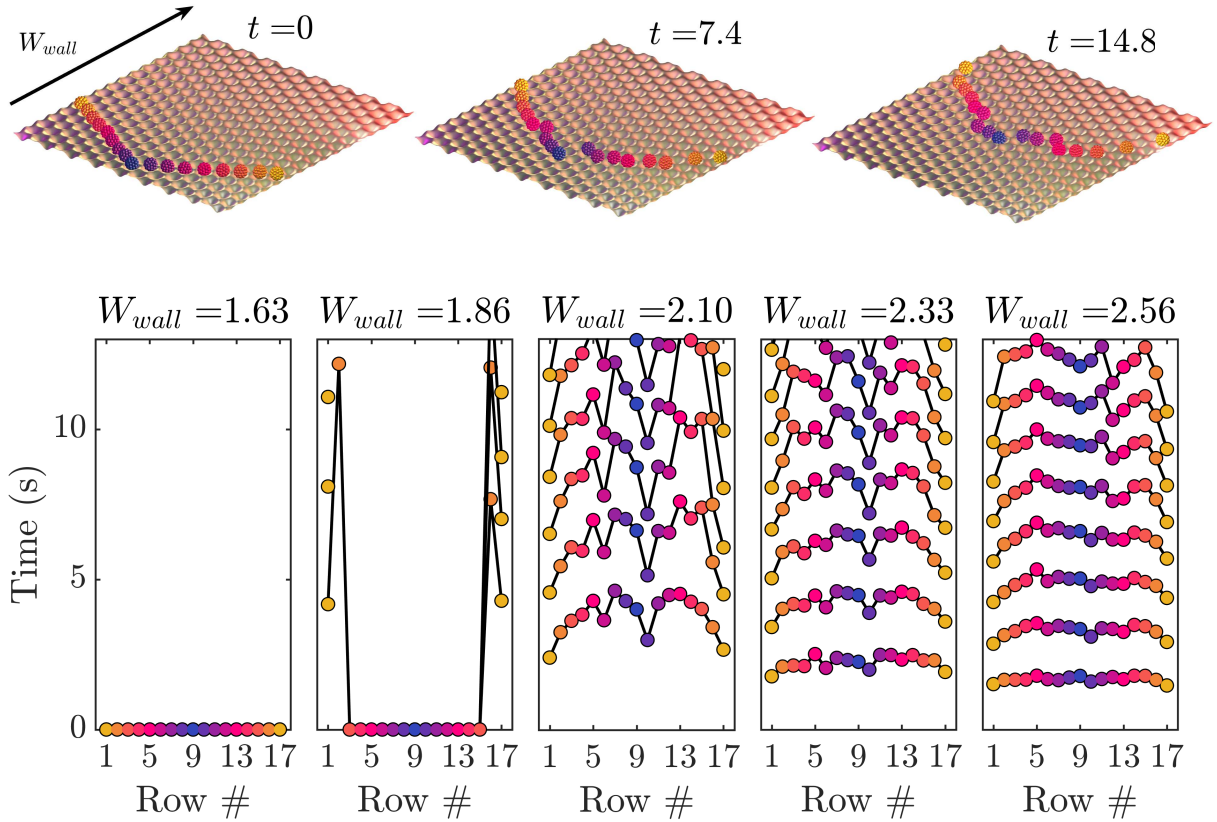 W_wall
t =0
t =7.4
t =14.8
W_wall =1.63
W_wall =1.86
W_wall =2.10
W_wall =2.33
W_wall =2.56
Time (s)
10
5
0
1 5 9 13 17
1 5 9 13 17
1 5 9 13 17
1 5 9 13 17
1 5 9 13 17
Row #
Row #
Row #
Row #
Row #